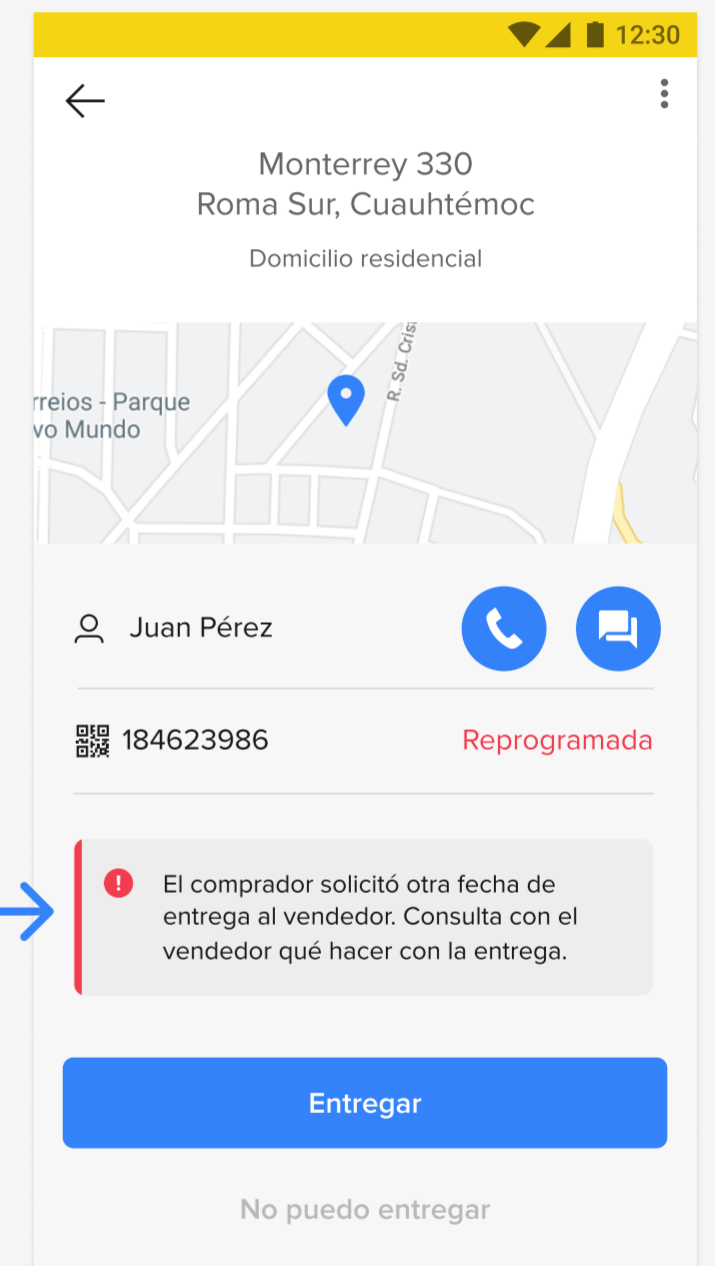 12:30
Monterrey 330
Roma Sur, Cuauhtémoc
Domicilio residencial
R. Sd. Cris
rreios - Parque
vo Mundo
Juan Pérez
184623986 Reprogramada
El comprador solicitó otra fecha de
entrega al vendedor. Consulta con el
vendedor qué hacer con la entrega.
Entregar
No puedo entregar